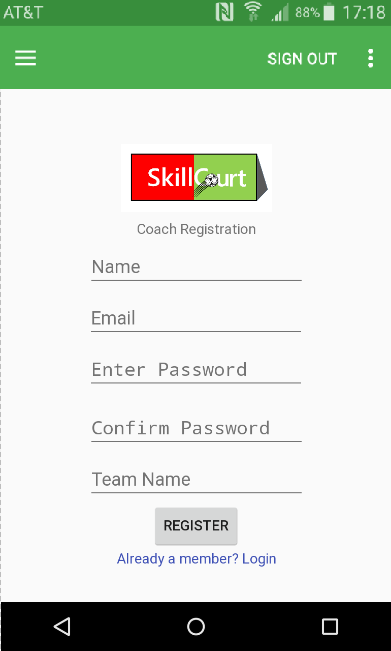 AT&T 88% 17:18
SIGN OUT
SkillCourt
Coach Registration
Name
Email
Enter Password
Confirm Password
Team Name
REGISTER
Already a member? Login